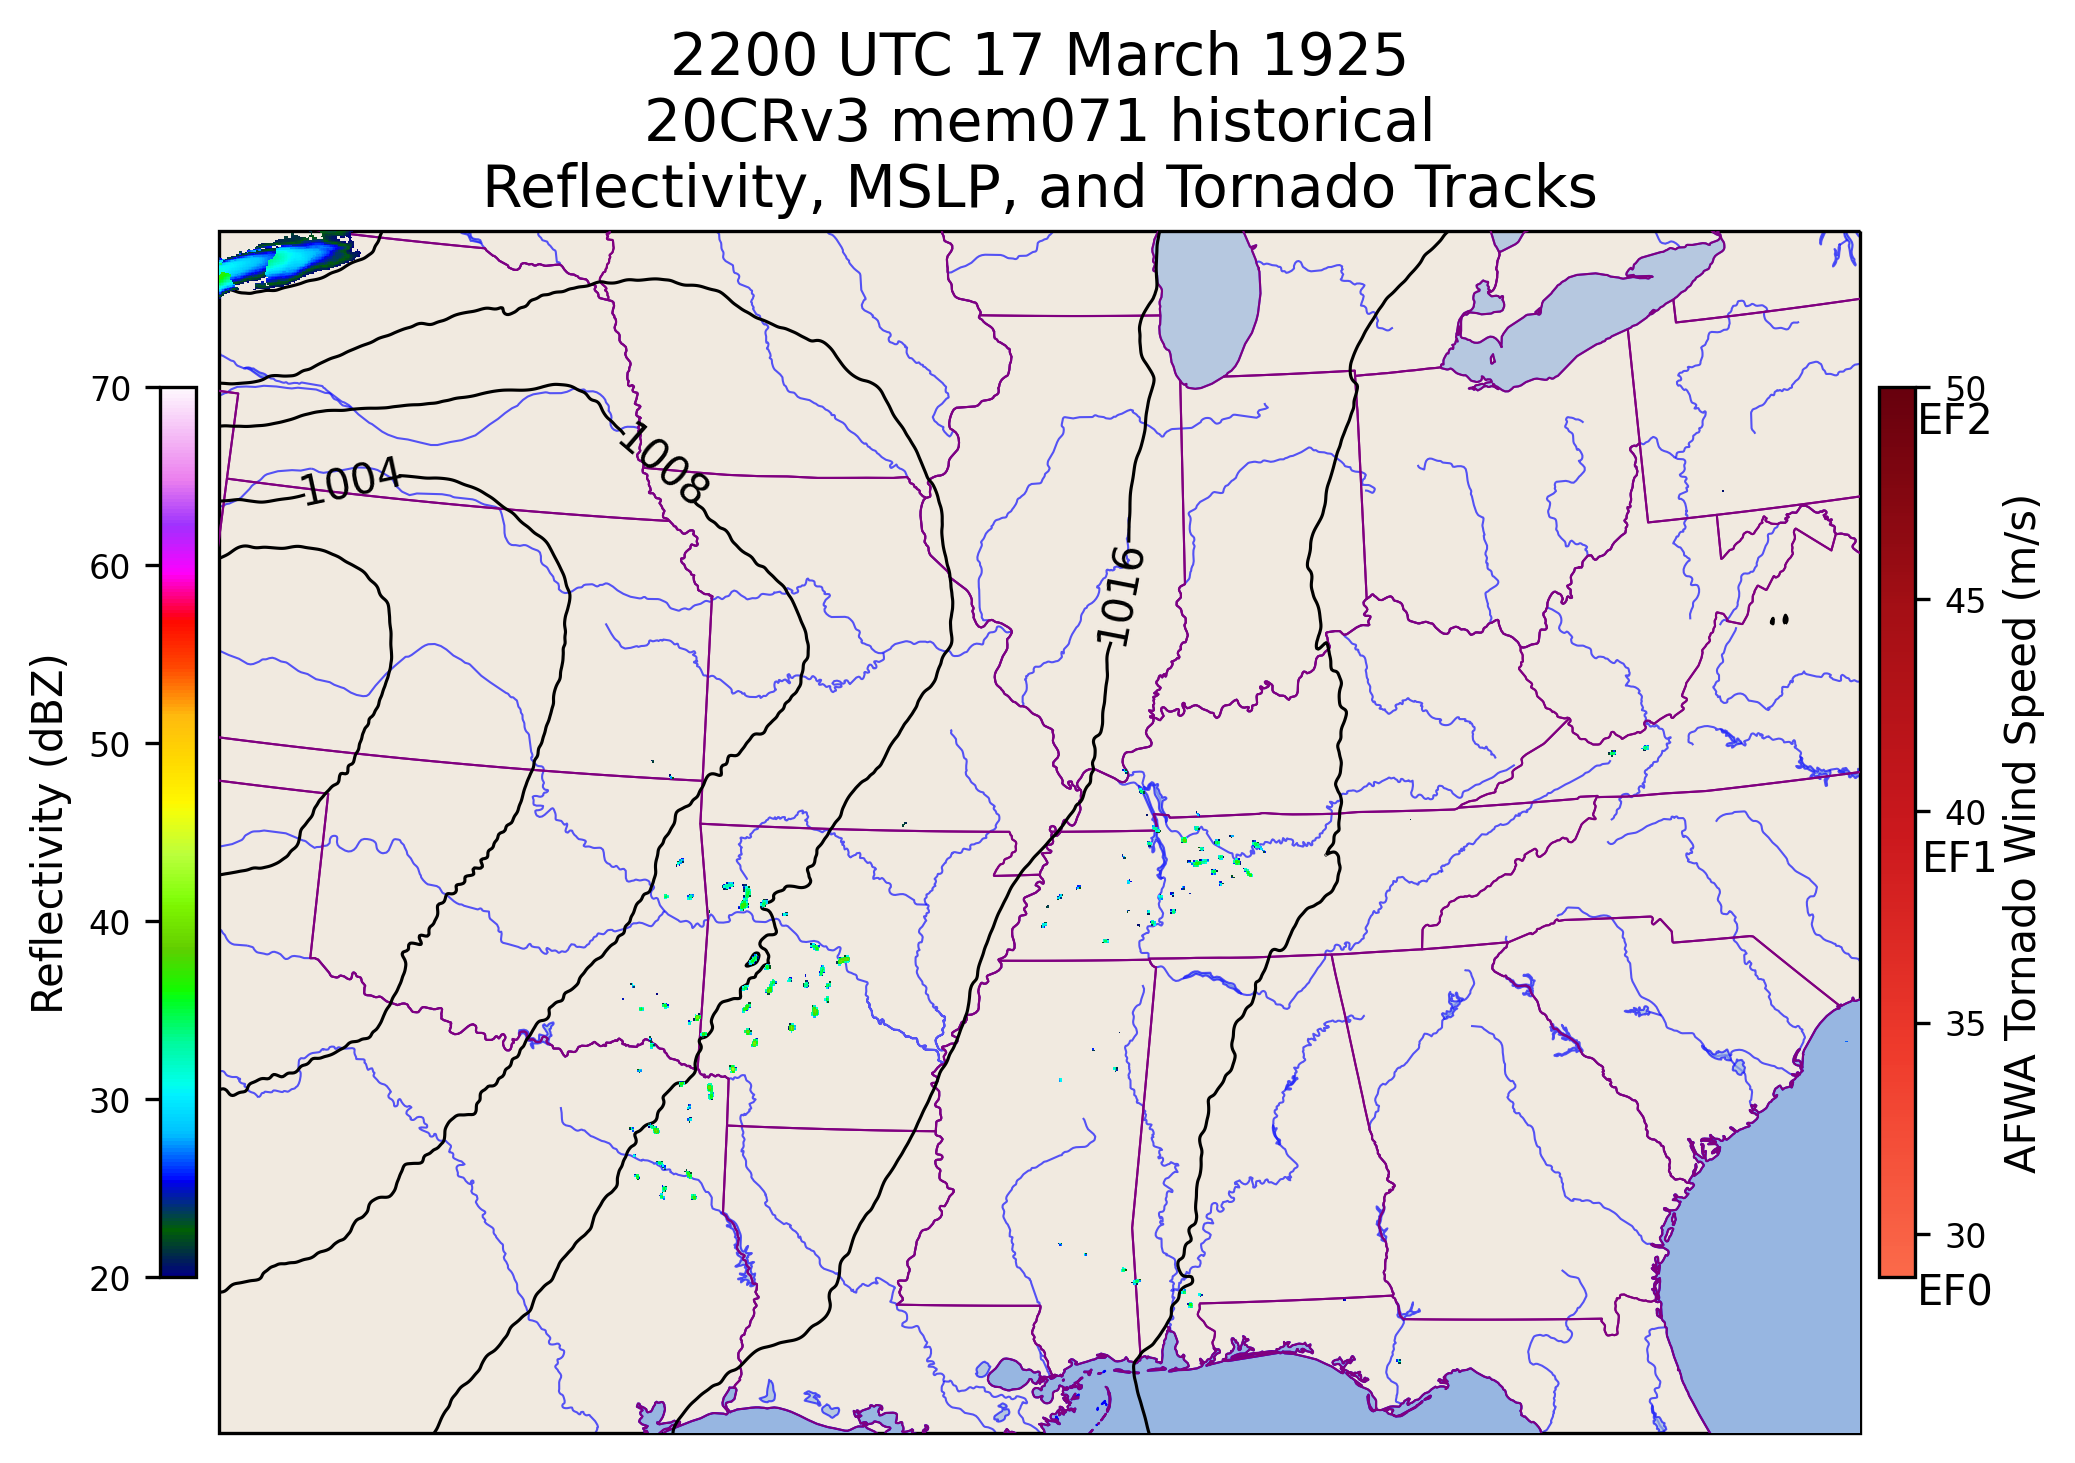 2200 UTC 17 March 1925
20CRv3 mem071 historical
Reflectivity, MSLP, and Tornado Tracks
70
60
50
40
30
20
Reflectivity (dBZ)
1004
1008
1016
50
EF2
45
40
EF1
35
30
EF0
AFWA Tornado Wind Speed (m/s)